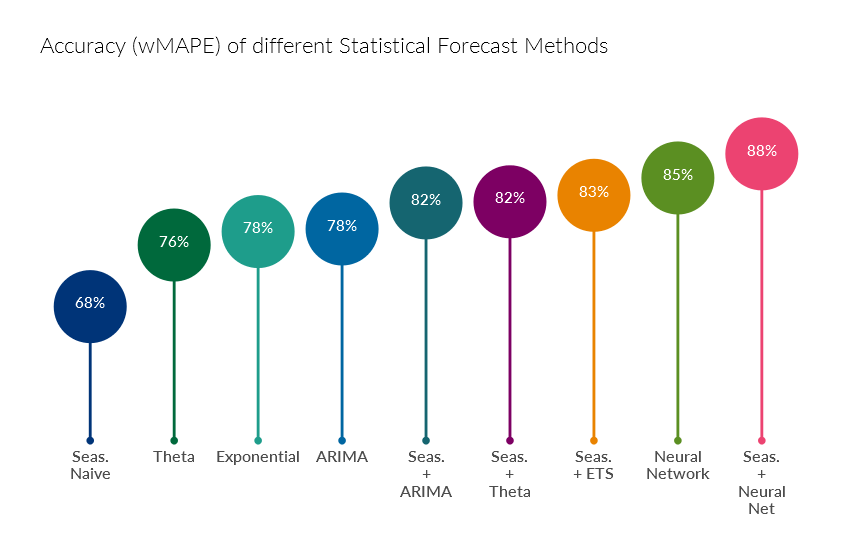 Accuracy (wMAPE) of different Statistical Forecast Methods
88%
85%
83%
82%
82%
78%
78%
76%
68%
Seas.
Naive
Theta
Exponential
ARIMA
Seas.
+
ARIMA
Seas.
+
Theta
Seas.
+ ETS
Neural
Network
Seas.
+
Neural
Net